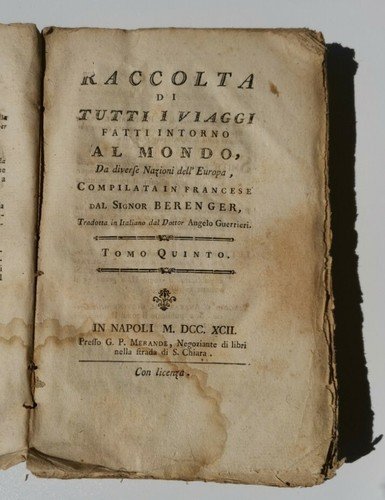 RACCOLTA
DI
TUTTI I VIAGGI
FATTI INTORNO
AL MONDO,
Da diverſe Nazioni dell'Europa,
COMPILATA IN FRANCESE
DAL SIGNOR BERENGER,
Tradotta in Italiano dal Dottor Angelo Guerrieri.
TOMO QUINTO.
IN NAPOLI M. DCC. XCII.
Preſſo G. P. MERANDE, Negoziante di libri
nella ſtrada di S. Chiara.
Con licenza.